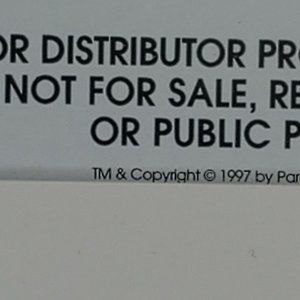 OR DISTRIBUTOR PRO
NOT FOR SALE, RE
OR PUBLIC P
TM & Copyright © 1997 by Par